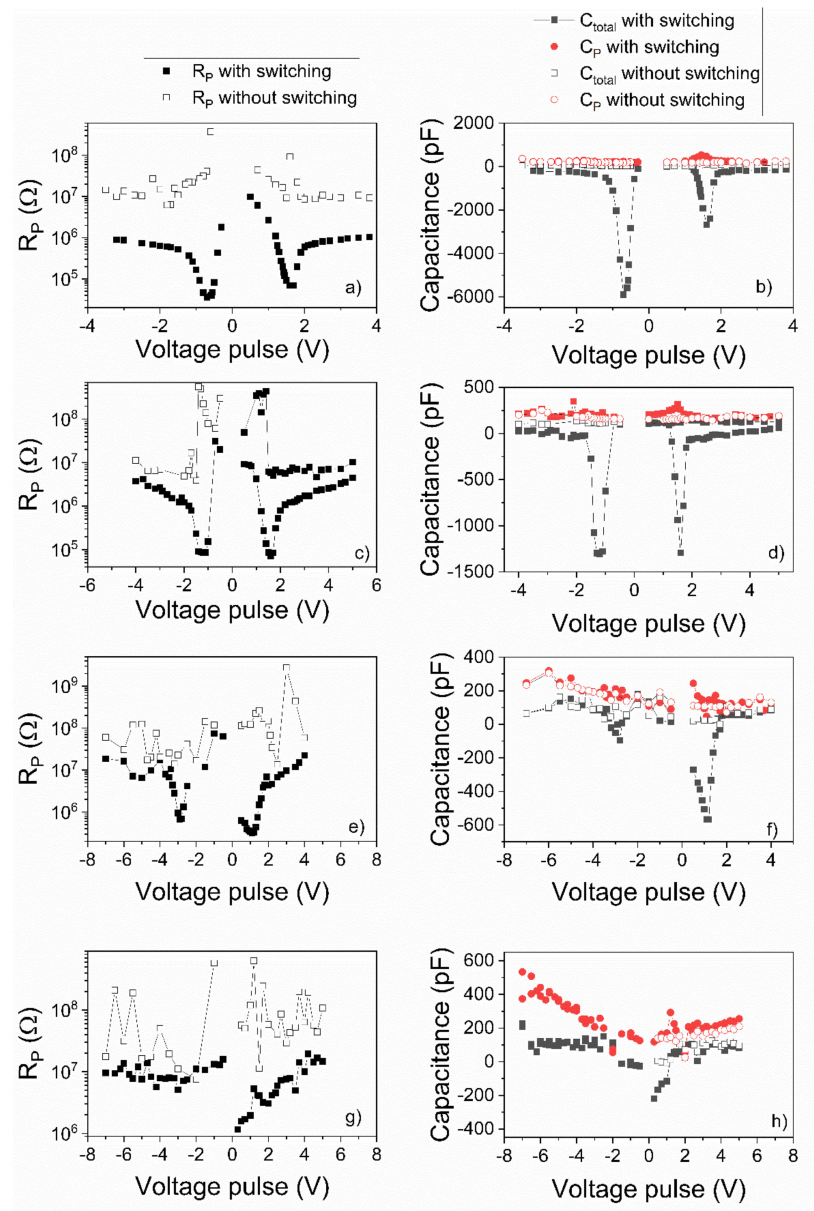 R_P with switching
R_P without switching
C_total with switching
C_P with switching
C_total without switching
C_P without switching
R_P (Ω)
10^8
10^7
10^6
10^5
-4 -2 0 2 4
Voltage pulse (V)
a)
Capacitance (pF)
2000
0
-2000
-4000
-6000
-4 -2 0 2 4
Voltage pulse (V)
b)
R_P (Ω)
10^8
10^7
10^6
10^5
-6 -4 -2 0 2 4 6
Voltage pulse (V)
c)
Capacitance (pF)
500
0
-500
-1000
-1500
-4 -2 0 2 4
Voltage pulse (V)
d)
R_P (Ω)
10^9
10^8
10^7
10^6
-8 -6 -4 -2 0 2 4 6 8
Voltage pulse (V)
e)
Capacitance (pF)
400
200
0
-200
-400
-600
-8 -4 0 4 8
Voltage pulse (V)
f)
R_P (Ω)
10^8
10^7
10^6
-8 -6 -4 -2 0 2 4 6 8
Voltage pulse (V)
g)
Capacitance (pF)
600
400
200
0
-200
-400
-8 -6 -4 -2 0 2 4 6 8
Voltage pulse (V)
h)